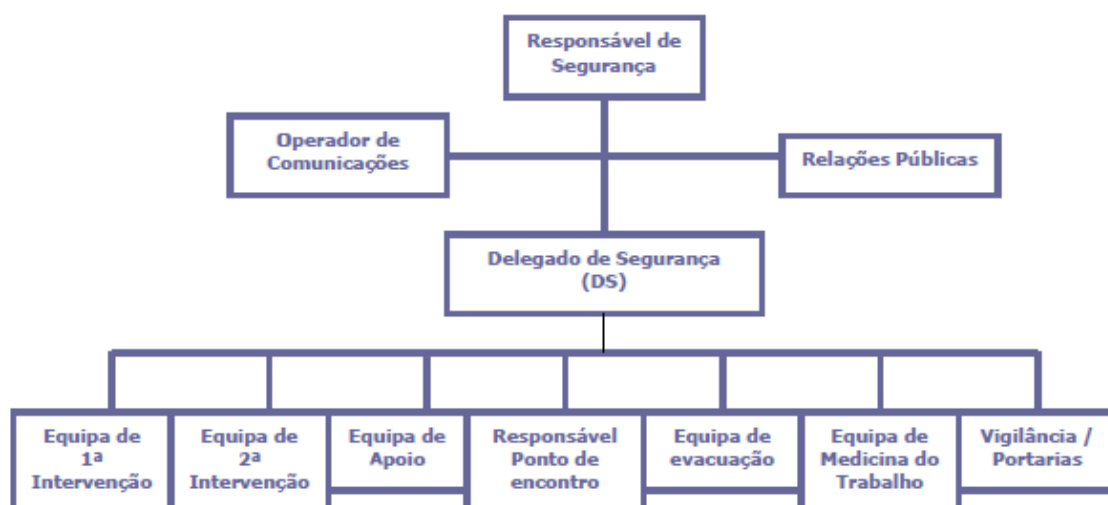 Responsável de
Segurança
Operador de
Comunicações
Relações Públicas
Delegado de Segurança
(DS)
Equipa de
1ª
Intervenção
Equipa de
2ª
Intervenção
Equipa de
Apoio
Responsável
Ponto de
encontro
Equipa de
evacuação
Equipa de
Medicina do
Trabalho
Vigilância /
Portarias